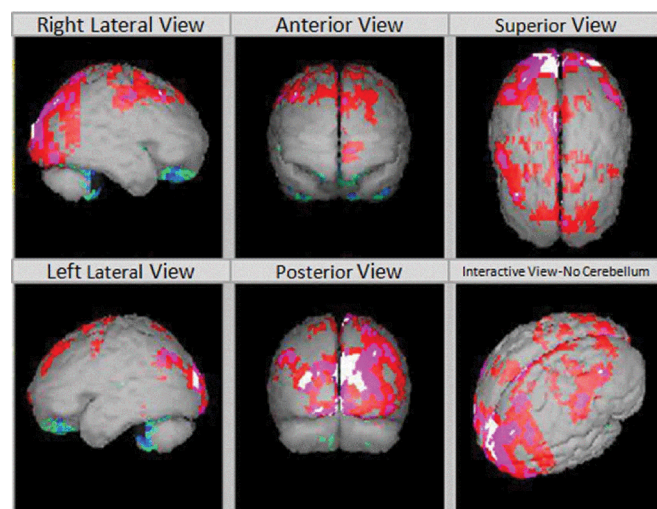 Right Lateral View
Anterior View
Superior View
Left Lateral View
Posterior View
Interactive View-No Cerebellum